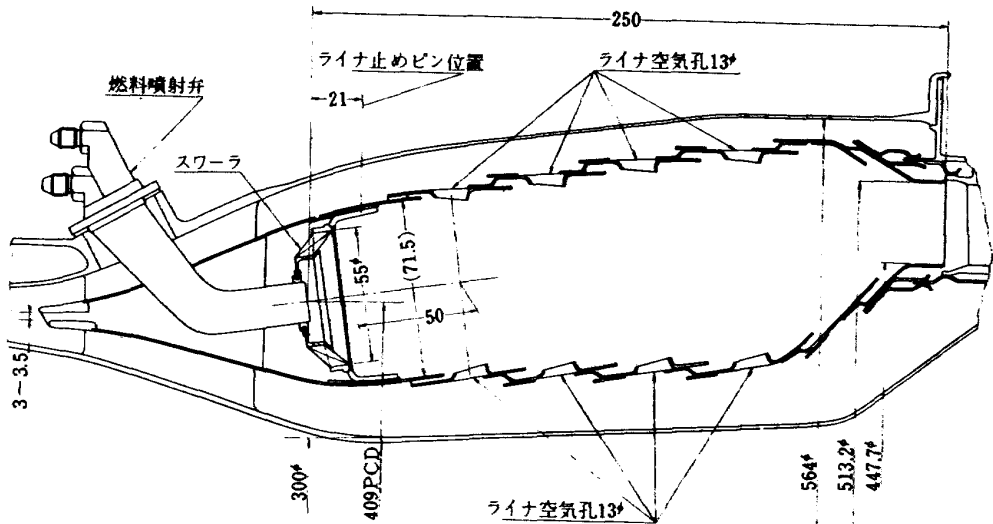 250
ライナ止めピン位置
ライナ空気孔13φ
燃料噴射弁
21
スワーラ
55φ
(71.5)
50
3~3.5
300φ
409PCD
564φ
513.2φ
447.7φ
ライナ空気孔13φ